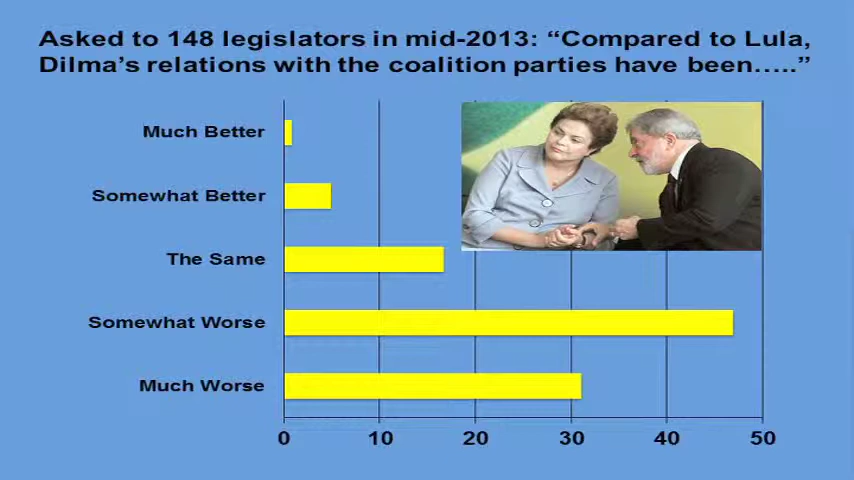 Asked to 148 legislators in mid-2013: “Compared to Lula,
Dilma’s relations with the coalition parties have been…..”
Much Better
Somewhat Better
The Same
Somewhat Worse
Much Worse
0 10 20 30 40 50